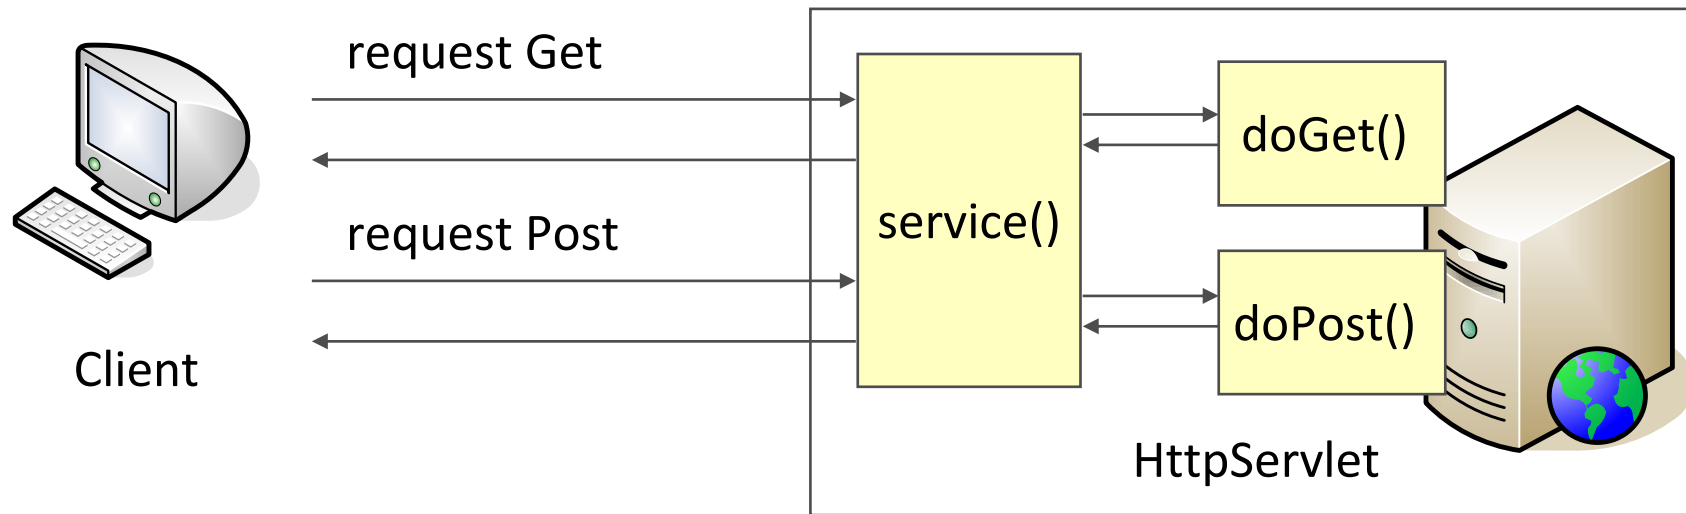 request Get
doGet()
service()
request Post
doPost()
Client
HttpServlet